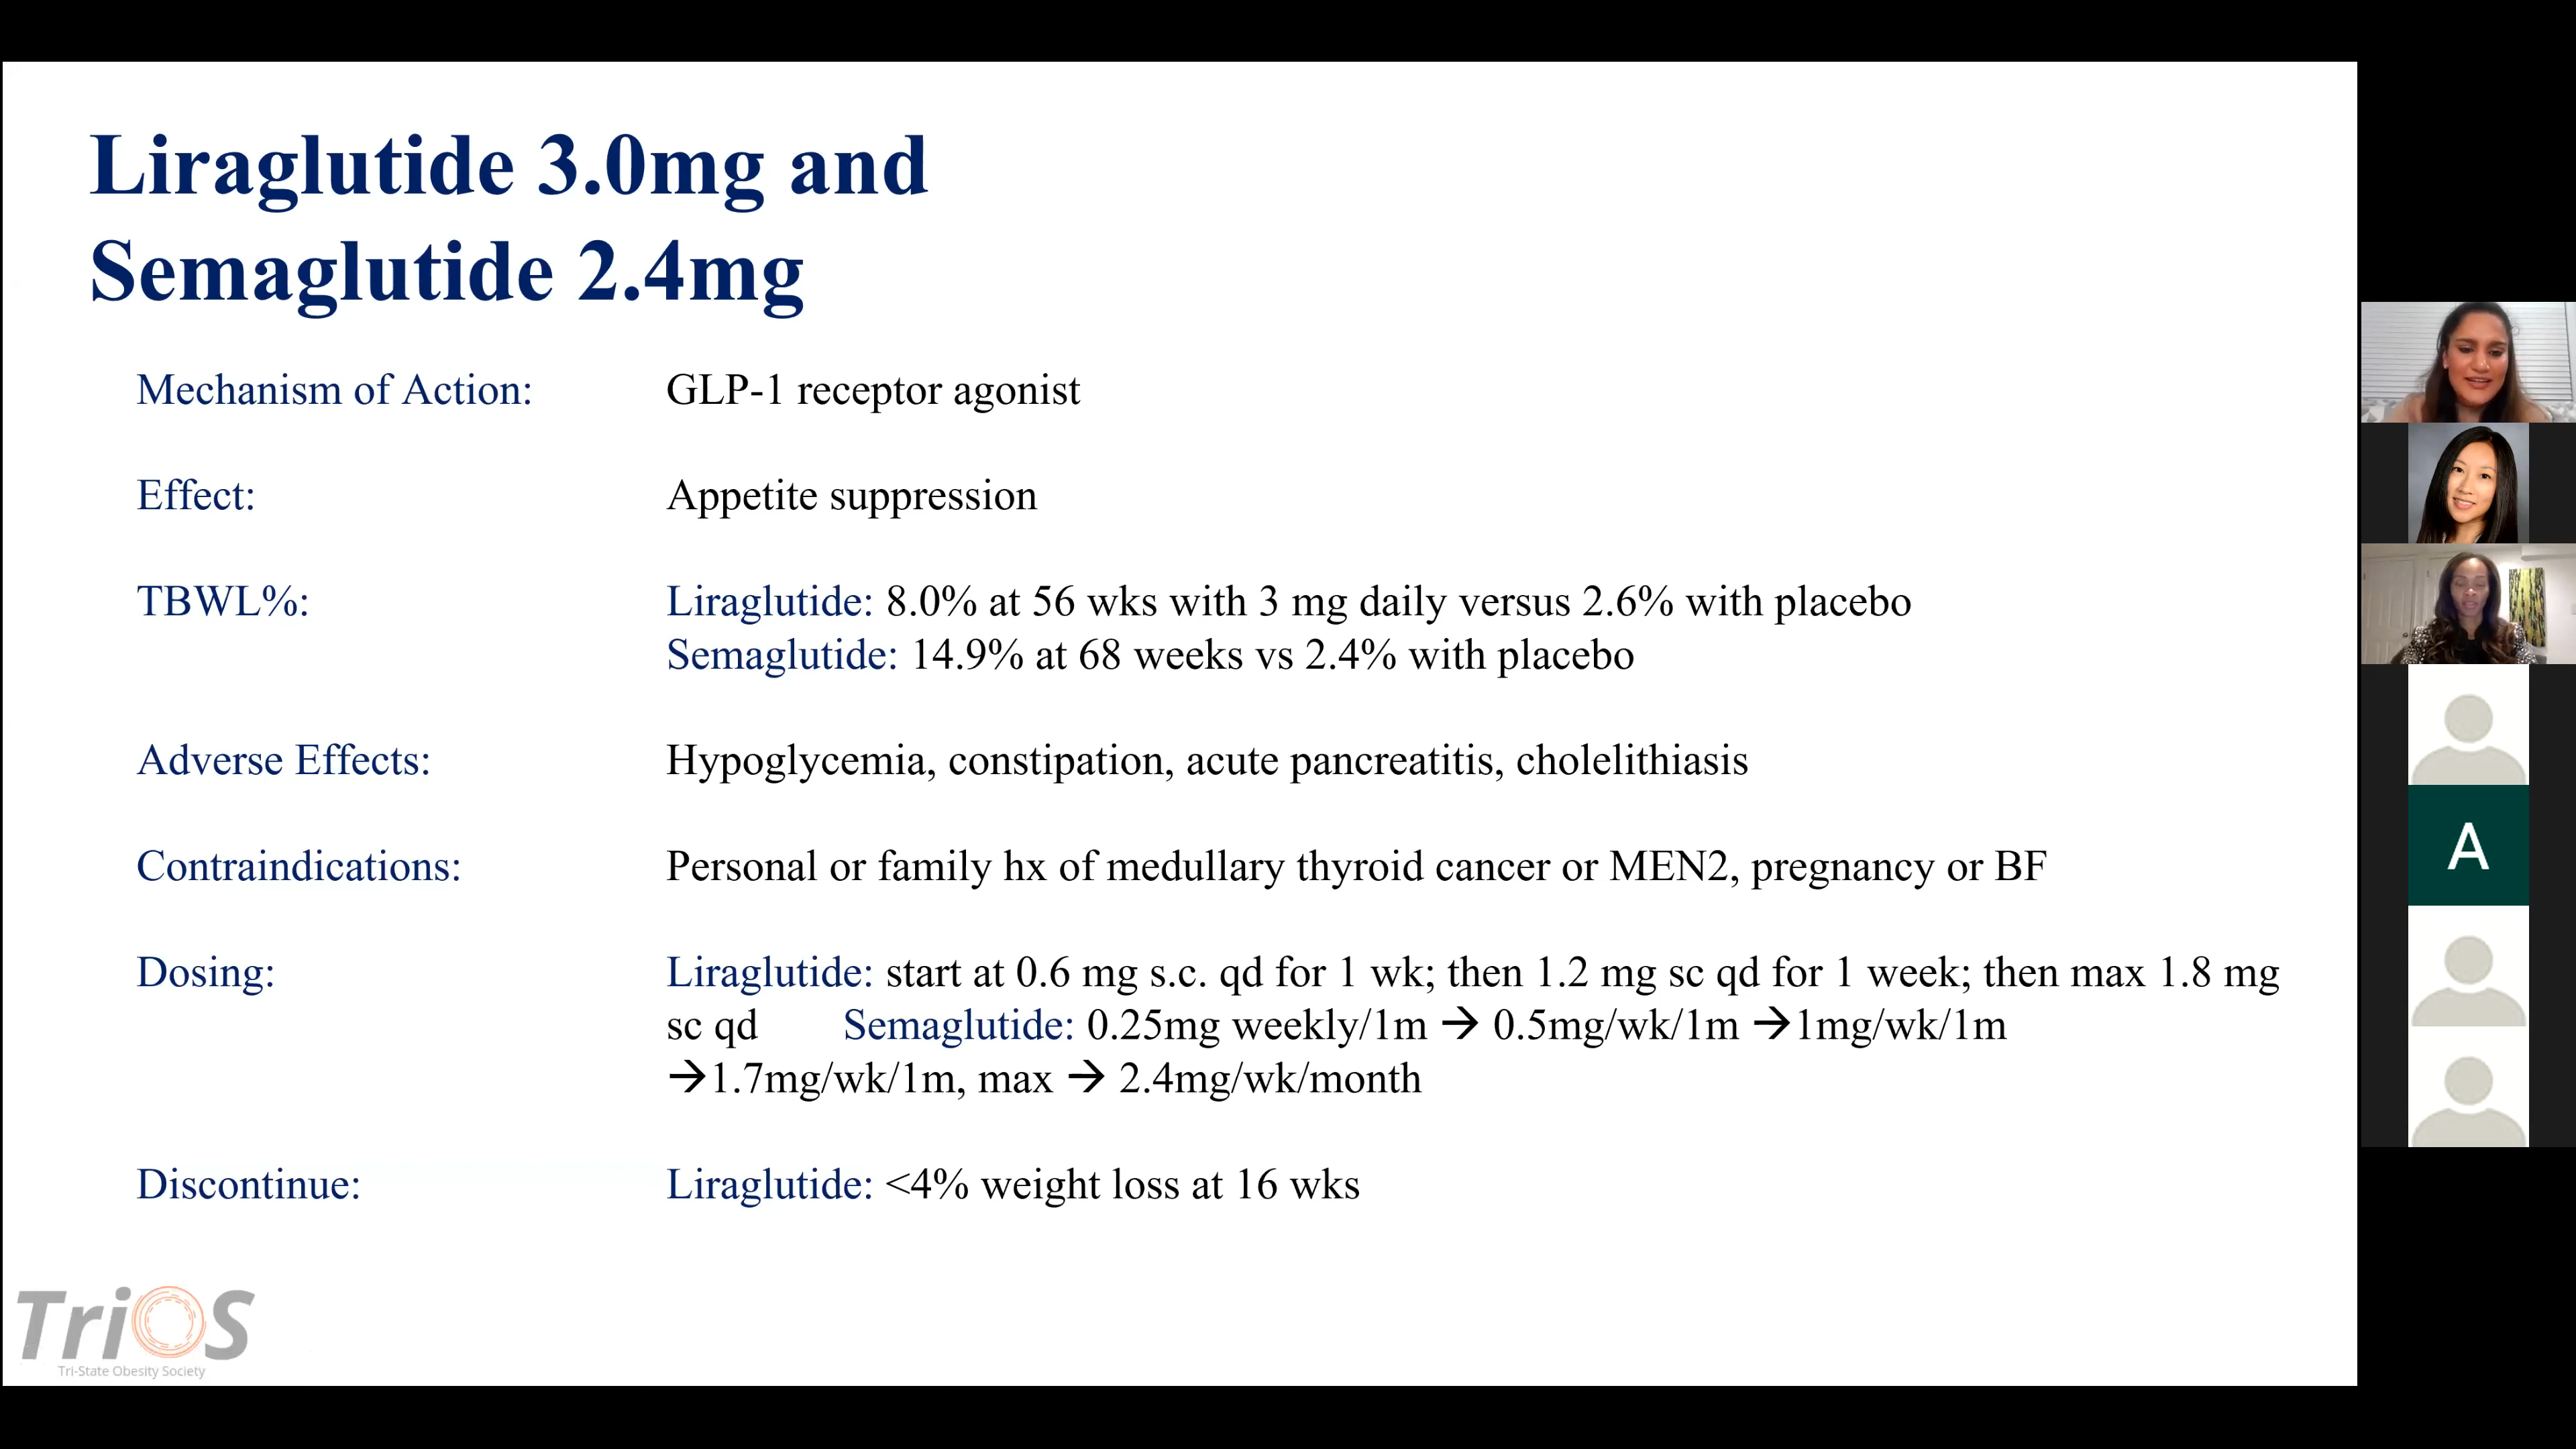 Liraglutide 3.0mg and
Semaglutide 2.4mg
Mechanism of Action: GLP-1 receptor agonist
Effect: Appetite suppression
TBWL%: Liraglutide: 8.0% at 56 wks with 3 mg daily versus 2.6% with placebo
Semaglutide: 14.9% at 68 weeks vs 2.4% with placebo
Adverse Effects: Hypoglycemia, constipation, acute pancreatitis, cholelithiasis
Contraindications: Personal or family hx of medullary thyroid cancer or MEN2, pregnancy or BF
Dosing: Liraglutide: start at 0.6 mg s.c. qd for 1 wk; then 1.2 mg sc qd for 1 week; then max 1.8 mg
sc qd Semaglutide: 0.25mg weekly/1m → 0.5mg/wk/1m →1mg/wk/1m
→1.7mg/wk/1m, max → 2.4mg/wk/month
Discontinue: Liraglutide: <4% weight loss at 16 wks
TriOS
Tri-State Obesity Society
A